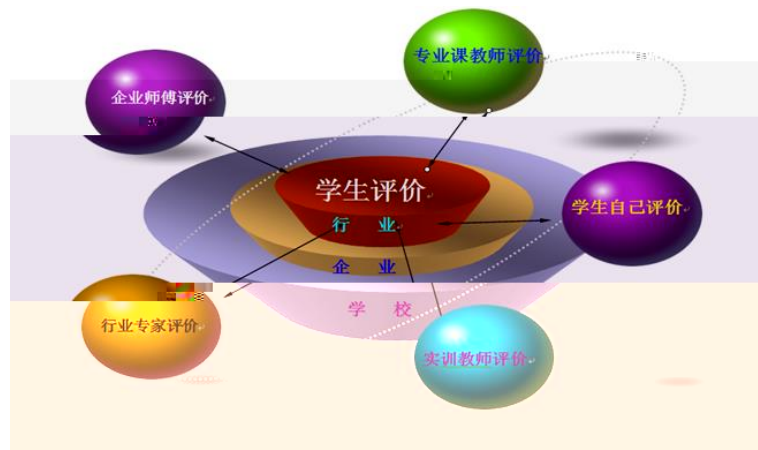 专业课教师评价
企业师傅评价
学生评价
学生自己评价
行 业
企 业
学 校
行业专家评价
实训教师评价